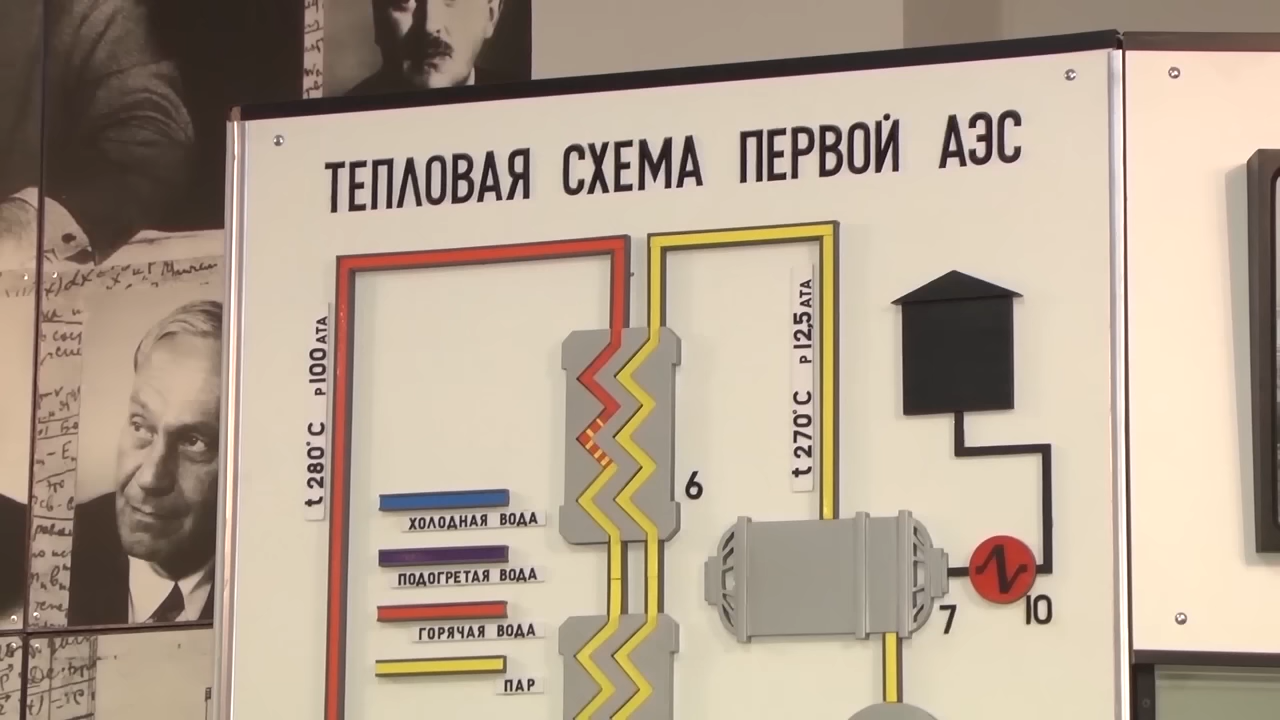 ТЕПЛОВАЯ СХЕМА ПЕРВОЙ АЭС
t 280°C P 100 АТА
t 270°C P 12,5 АТА
6
ХОЛОДНАЯ ВОДА
ПОДОГРЕТАЯ ВОДА
ГОРЯЧАЯ ВОДА
ПАР
7
10